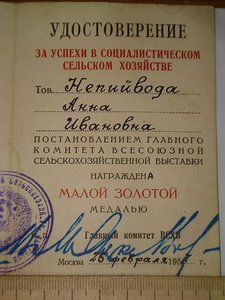 УДОСТОВЕРЕНИЕ
ЗА УСПЕХИ В СОЦИАЛИСТИЧЕСКОМ
СЕЛЬСКОМ ХОЗЯЙСТВЕ
Тов. Непийвода
Анна
Ивановна
ПОСТАНОВЛЕНИЕМ ГЛАВНОГО
КОМИТЕТА ВСЕСОЮЗНОЙ
СЕЛЬСКОХОЗЯЙСТВЕННОЙ ВЫСТАВКИ
НАГРАЖДЕНА
МАЛОЙ ЗОЛОТОЙ
МЕДАЛЬЮ
Главный комитет ВСХВ
Москва февраля г.